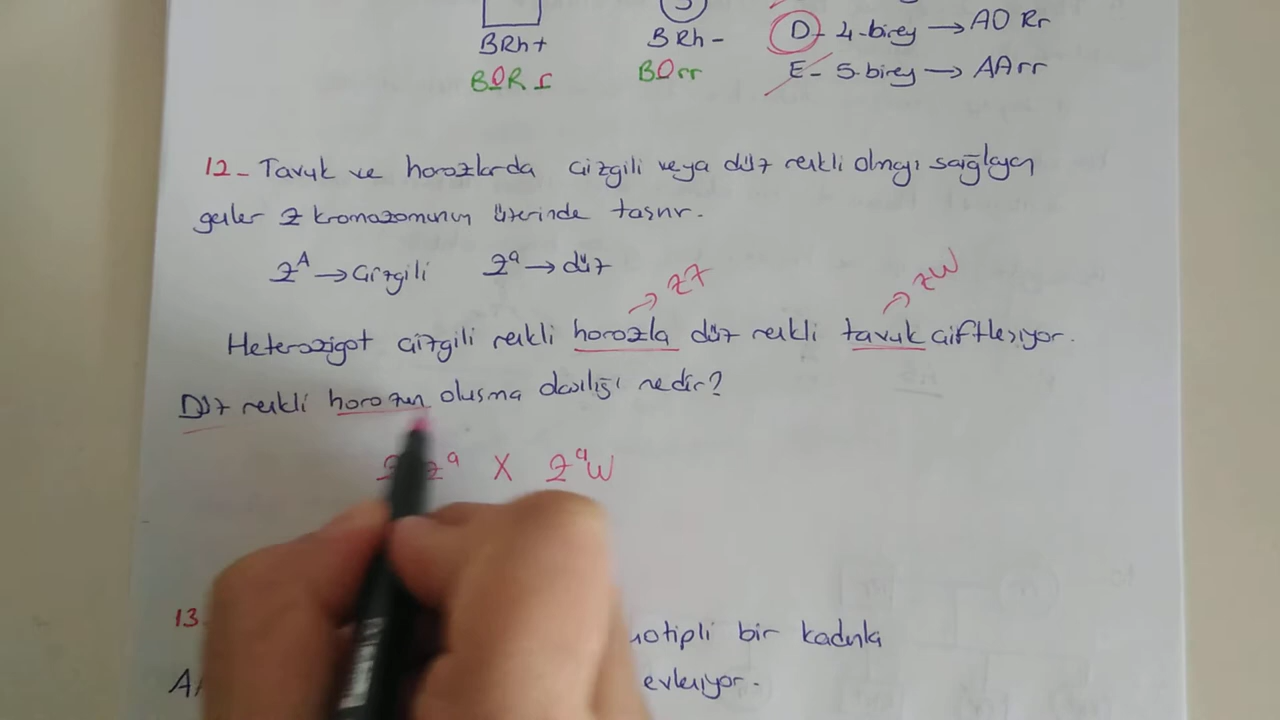 BRh+ BRh- D- 4.birey → AO Rr
BORr BOrr E- 5.birey → AArr
12- Tavuk ve horozlarda çizgili veya düz renkli olmayı sağlayan
genler Z kromozomunun üzerinde taşınır.
Z^A → Çizgili Z^a → düz
→ ZZ → ZW
Heterozigot çizgili renkli horozla düz renkli tavuk çiftleşiyor.
Düz renkli horozun oluşma olasılığı nedir?
Z^a X Z^aW
13.
notipli bir kadınla
evleniyor.